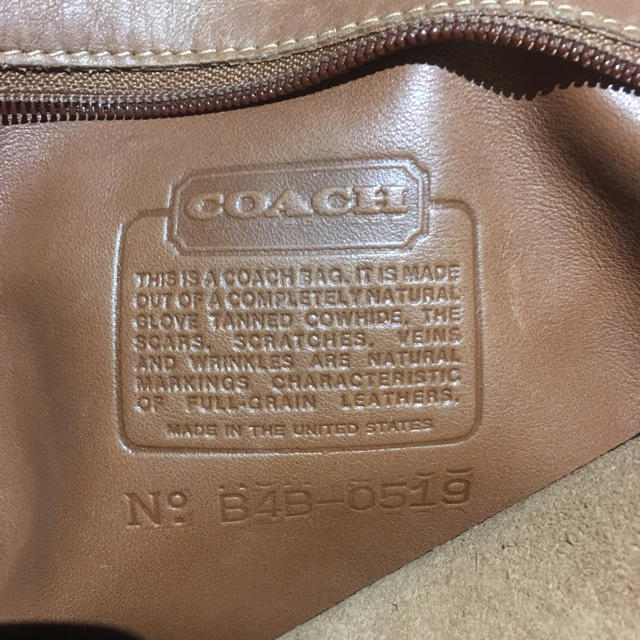 COACH
THIS IS A COACH BAG. IT IS MADE
OUT OF A COMPLETELY NATURAL
GLOVE TANNED COWHIDE, THE
SCARS, SCRATCHES, VEINS
AND WRINKLES ARE NATURAL
MARKINGS CHARACTERISTIC
OF FULL-GRAIN LEATHERS.
MADE IN THE UNITED STATES
No B4B-0519